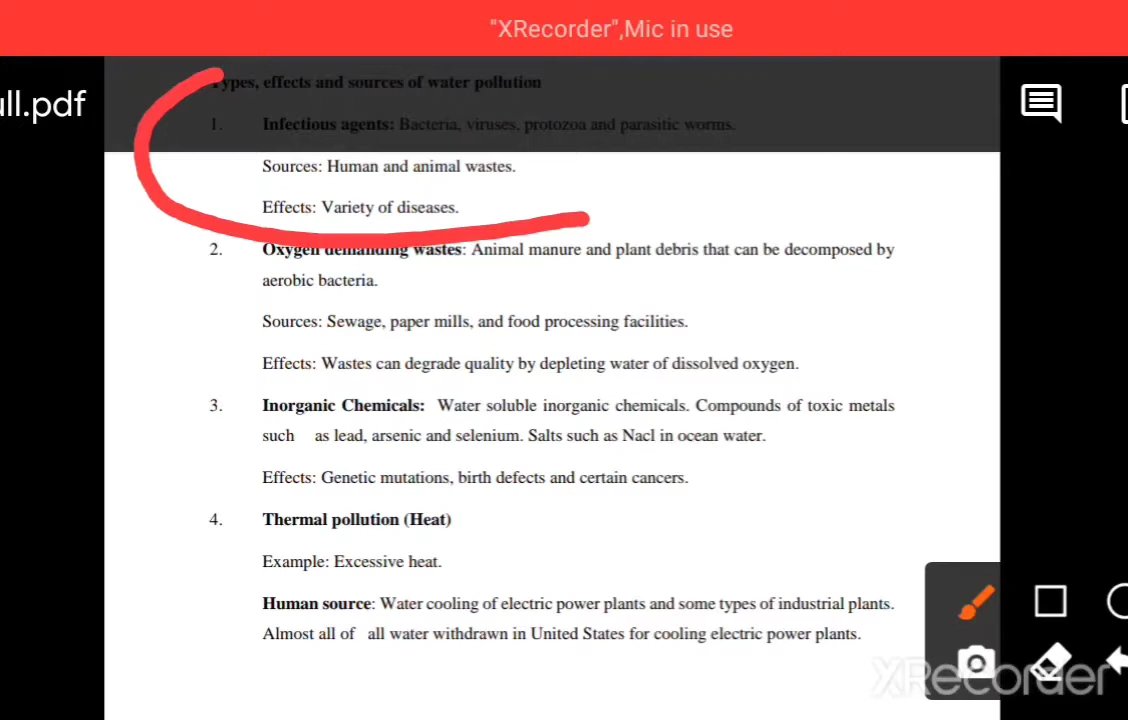 "XRecorder",Mic in use
ull.pdf
Types, effects and sources of water pollution
1. Infectious agents: Bacteria, viruses, protozoa and parasitic worms.
Sources: Human and animal wastes.
Effects: Variety of diseases.
2. Oxygen demanding wastes: Animal manure and plant debris that can be decomposed by
aerobic bacteria.
Sources: Sewage, paper mills, and food processing facilities.
Effects: Wastes can degrade quality by depleting water of dissolved oxygen.
3. Inorganic Chemicals: Water soluble inorganic chemicals. Compounds of toxic metals
such as lead, arsenic and selenium. Salts such as Nacl in ocean water.
Effects: Genetic mutations, birth defects and certain cancers.
4. Thermal pollution (Heat)
Example: Excessive heat.
Human source: Water cooling of electric power plants and some types of industrial plants.
Almost all of all water withdrawn in United States for cooling electric power plants.
XRecorder